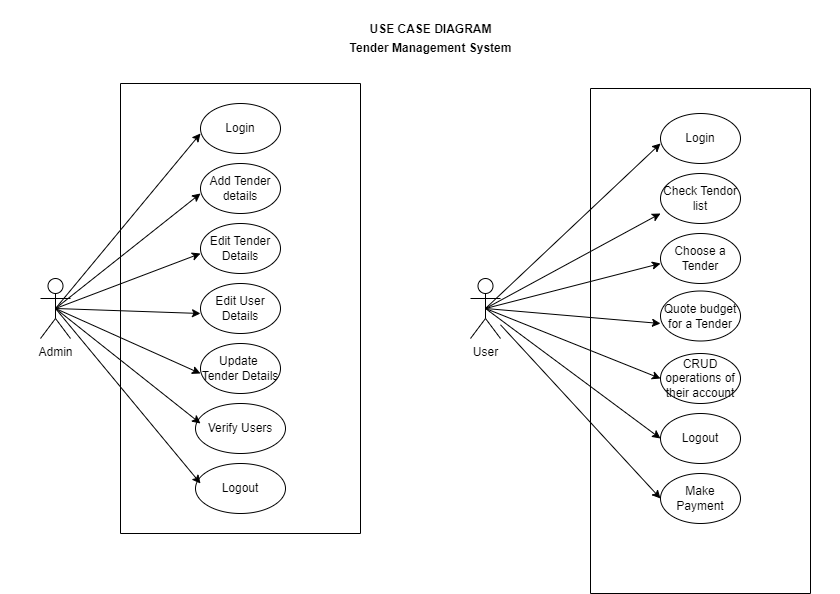 USE CASE DIAGRAM
Tender Management System
Login
Add Tender
details
Edit Tender
Details
Edit User
Details
Update
Tender Details
Verify Users
Logout
Admin
Login
Check Tendor
list
Choose a
Tender
Quote budget
for a Tender
CRUD
operations of
their account
Logout
Make
Payment
User